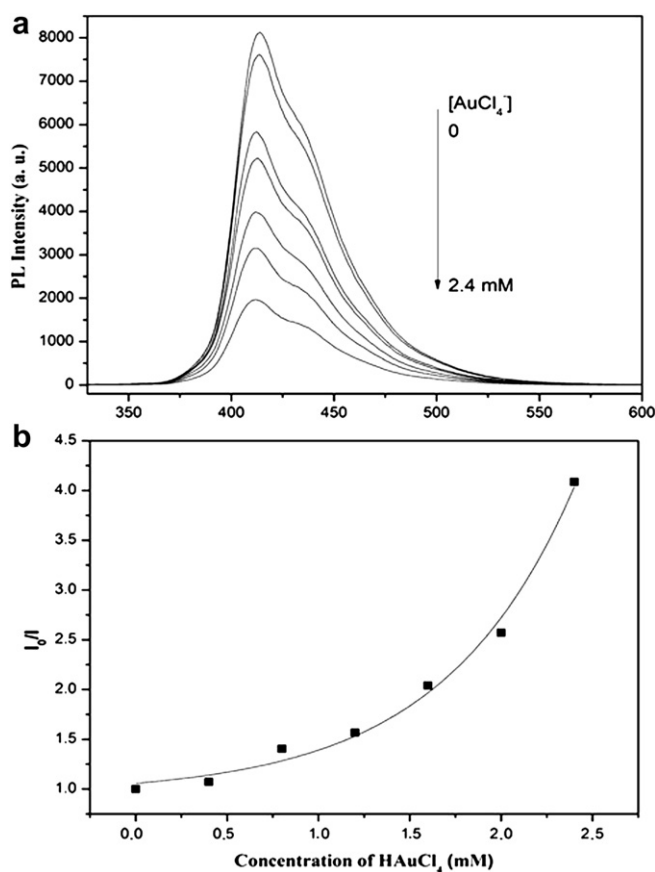 a
8000
7000
6000
5000
4000
3000
2000
1000
0
PL Intensity (a. u.)
[AuCl₄⁻]
0
2.4 mM
350 400 450 500 550 600
b
4.5
4.0
3.5
3.0
2.5
2.0
1.5
1.0
I₀/I
0,0 0,5 1.0 1.5 2.0 2.5
Concentration of HAuCl₄ (mM)